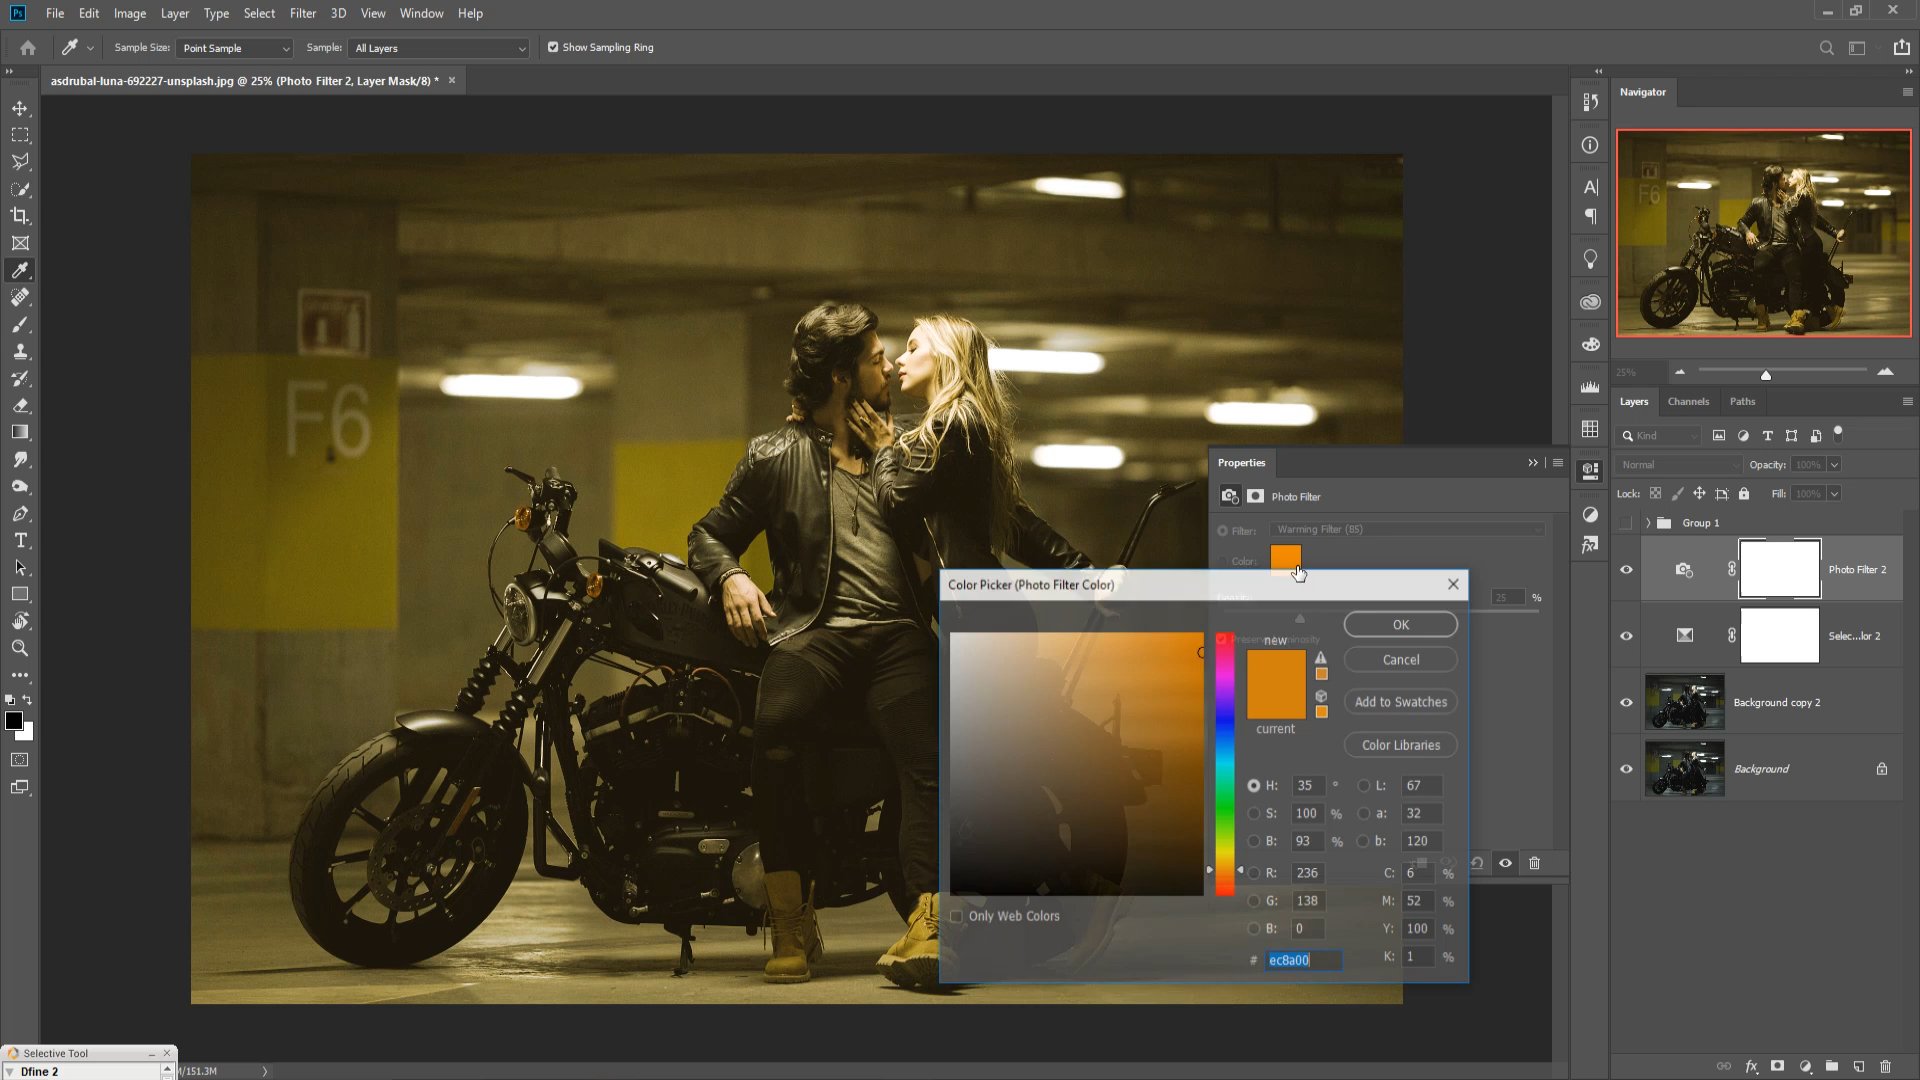 Ps File Edit Image Layer Type Select Filter 3D View Window Help
Sample Size: Point Sample Sample: All Layers Show Sampling Ring
asdrubal-luna-692227-unsplash.jpg @ 25% (Photo Filter 2, Layer Mask/8) *
Navigator
25%
Layers Channels Paths
Kind
Normal Opacity: 100%
Lock: Fill: 100%
Group 1
Photo Filter 2
Selec...lor 2
Background copy 2
Background
F6
Properties
Photo Filter
Filter: Warming Filter (85)
Color:
25 %
Preserve Luminosity
Color Picker (Photo Filter Color)
new
current
OK
Cancel
Add to Swatches
Color Libraries
H: 35 °
S: 100 %
B: 93 %
R: 236
G: 138
B: 0
# ec8a00
L: 67
a: 32
b: 120
C: 6 %
M: 52 %
Y: 100 %
K: 1 %
Only Web Colors
Selective Tool
Dfine 2
M/151.3M